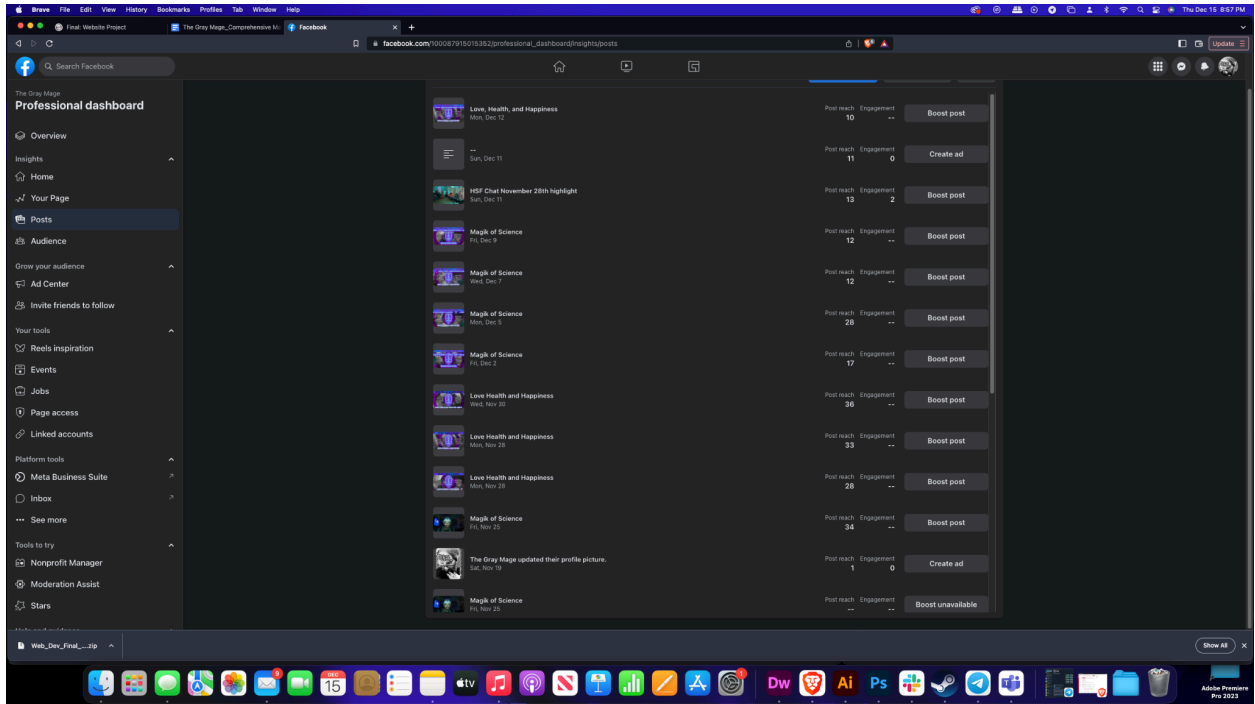 Brave File Edit View History Bookmarks Profiles Tab Window Help Thu Dec 15 8:57 PM
Final: Website Project The Gray Mage_Comprehensive Mo Facebook
facebook.com/100087915015352/professional_dashboard/insights/posts Update
Search Facebook
The Gray Mage
Professional dashboard
Overview
Insights
Home
Your Page
Posts
Audience
Grow your audience
Ad Center
Invite friends to follow
Your tools
Reels inspiration
Events
Jobs
Page access
Linked accounts
Platform tools
Meta Business Suite
Inbox
See more
Tools to try
Nonprofit Manager
Moderation Assist
Stars
Love, Health, and Happiness Post reach Engagement
Mon, Dec 12 10 -- Boost post
-- Post reach Engagement
Sun, Dec 11 11 0 Create ad
HSF Chat November 28th highlight Post reach Engagement
Sun, Dec 11 13 2 Boost post
Magik of Science Post reach Engagement
Fri, Dec 9 12 -- Boost post
Magik of Science Post reach Engagement
Wed, Dec 7 12 -- Boost post
Magik of Science Post reach Engagement
Mon, Dec 5 28 -- Boost post
Magik of Science Post reach Engagement
Fri, Dec 2 17 -- Boost post
Love Health and Happiness Post reach Engagement
Wed, Nov 30 36 -- Boost post
Love Health and Happiness Post reach Engagement
Mon, Nov 28 33 -- Boost post
Love Health and Happiness Post reach Engagement
Mon, Nov 28 28 -- Boost post
Magik of Science Post reach Engagement
Fri, Nov 25 34 -- Boost post
The Gray Mage updated their profile picture. Post reach Engagement
Sat, Nov 19 1 0 Create ad
Magik of Science Post reach Engagement
Fri, Nov 25 -- -- Boost unavailable
Web_Dev_Final_....zip Show All
DEC
15
tv
Dw Ai Ps
Adobe Premiere
Pro 2023